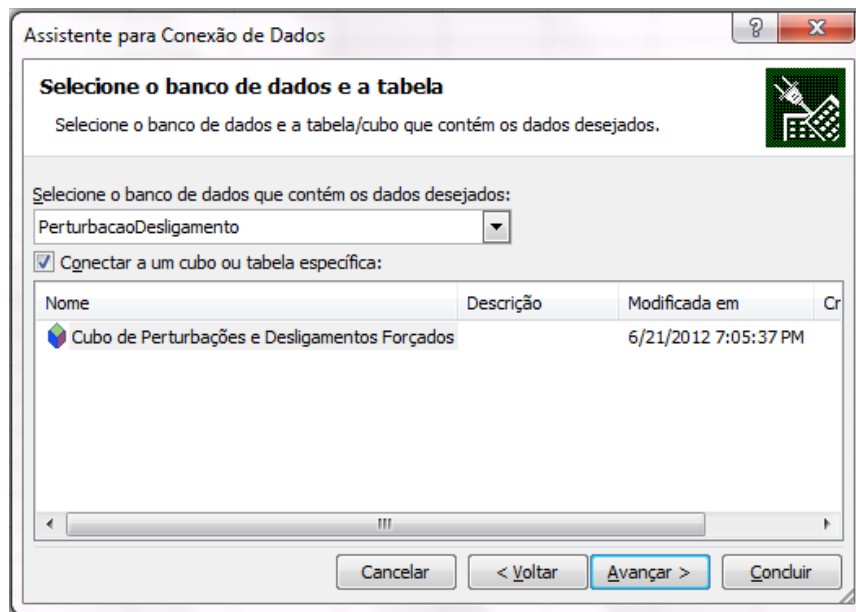 Assistente para Conexão de Dados
Selecione o banco de dados e a tabela
Selecione o banco de dados e a tabela/cubo que contém os dados desejados.
Selecione o banco de dados que contém os dados desejados:
PerturbacaoDesligamento
Conectar a um cubo ou tabela específica:
Nome Descrição Modificada em Cr
Cubo de Perturbações e Desligamentos Forçados 6/21/2012 7:05:37 PM
Cancelar < Voltar Avançar > Concluir